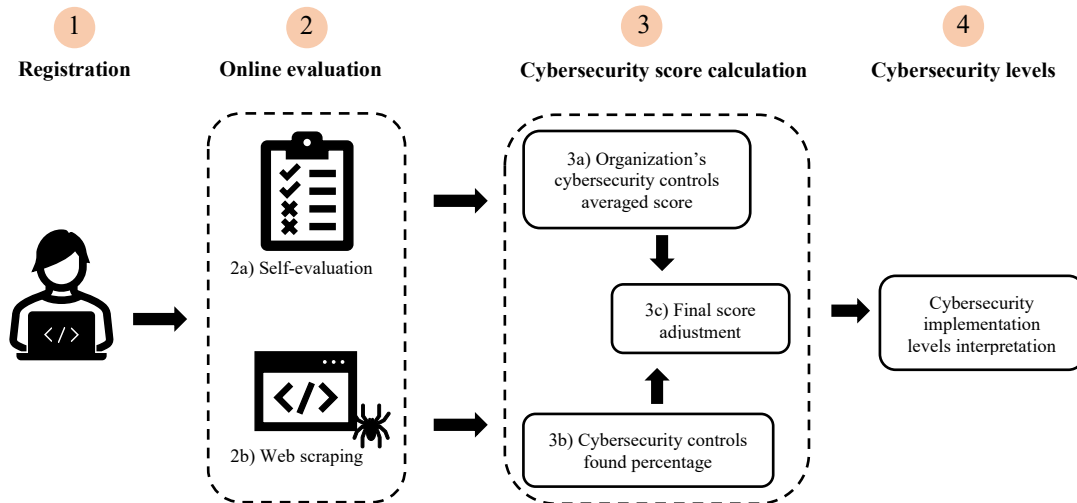 1
Registration
2
Online evaluation
3
Cybersecurity score calculation
4
Cybersecurity levels
</>
2a) Self-evaluation
</>
2b) Web scraping
3a) Organization’s
cybersecurity controls
averaged score
3c) Final score
adjustment
3b) Cybersecurity controls
found percentage
Cybersecurity
implementation
levels interpretation